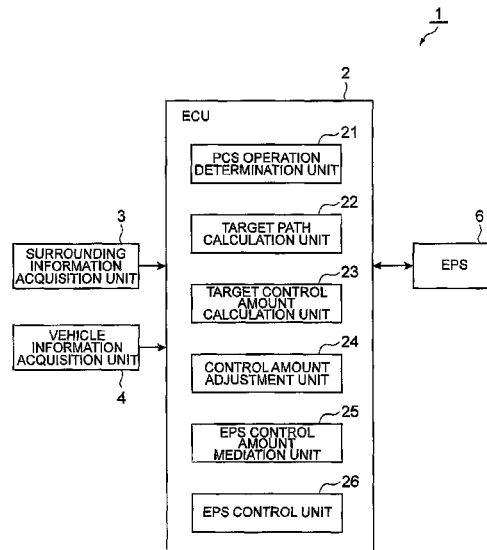 1
2
ECU
21
PCS OPERATION
DETERMINATION UNIT
22
TARGET PATH
CALCULATION UNIT
3
SURROUNDING
INFORMATION
ACQUISITION UNIT
6
EPS
23
TARGET CONTROL
AMOUNT
CALCULATION UNIT
VEHICLE
INFORMATION
ACQUISITION UNIT
4
24
CONTROL AMOUNT
ADJUSTMENT UNIT
25
EPS CONTROL
AMOUNT
MEDIATION UNIT
26
EPS CONTROL UNIT